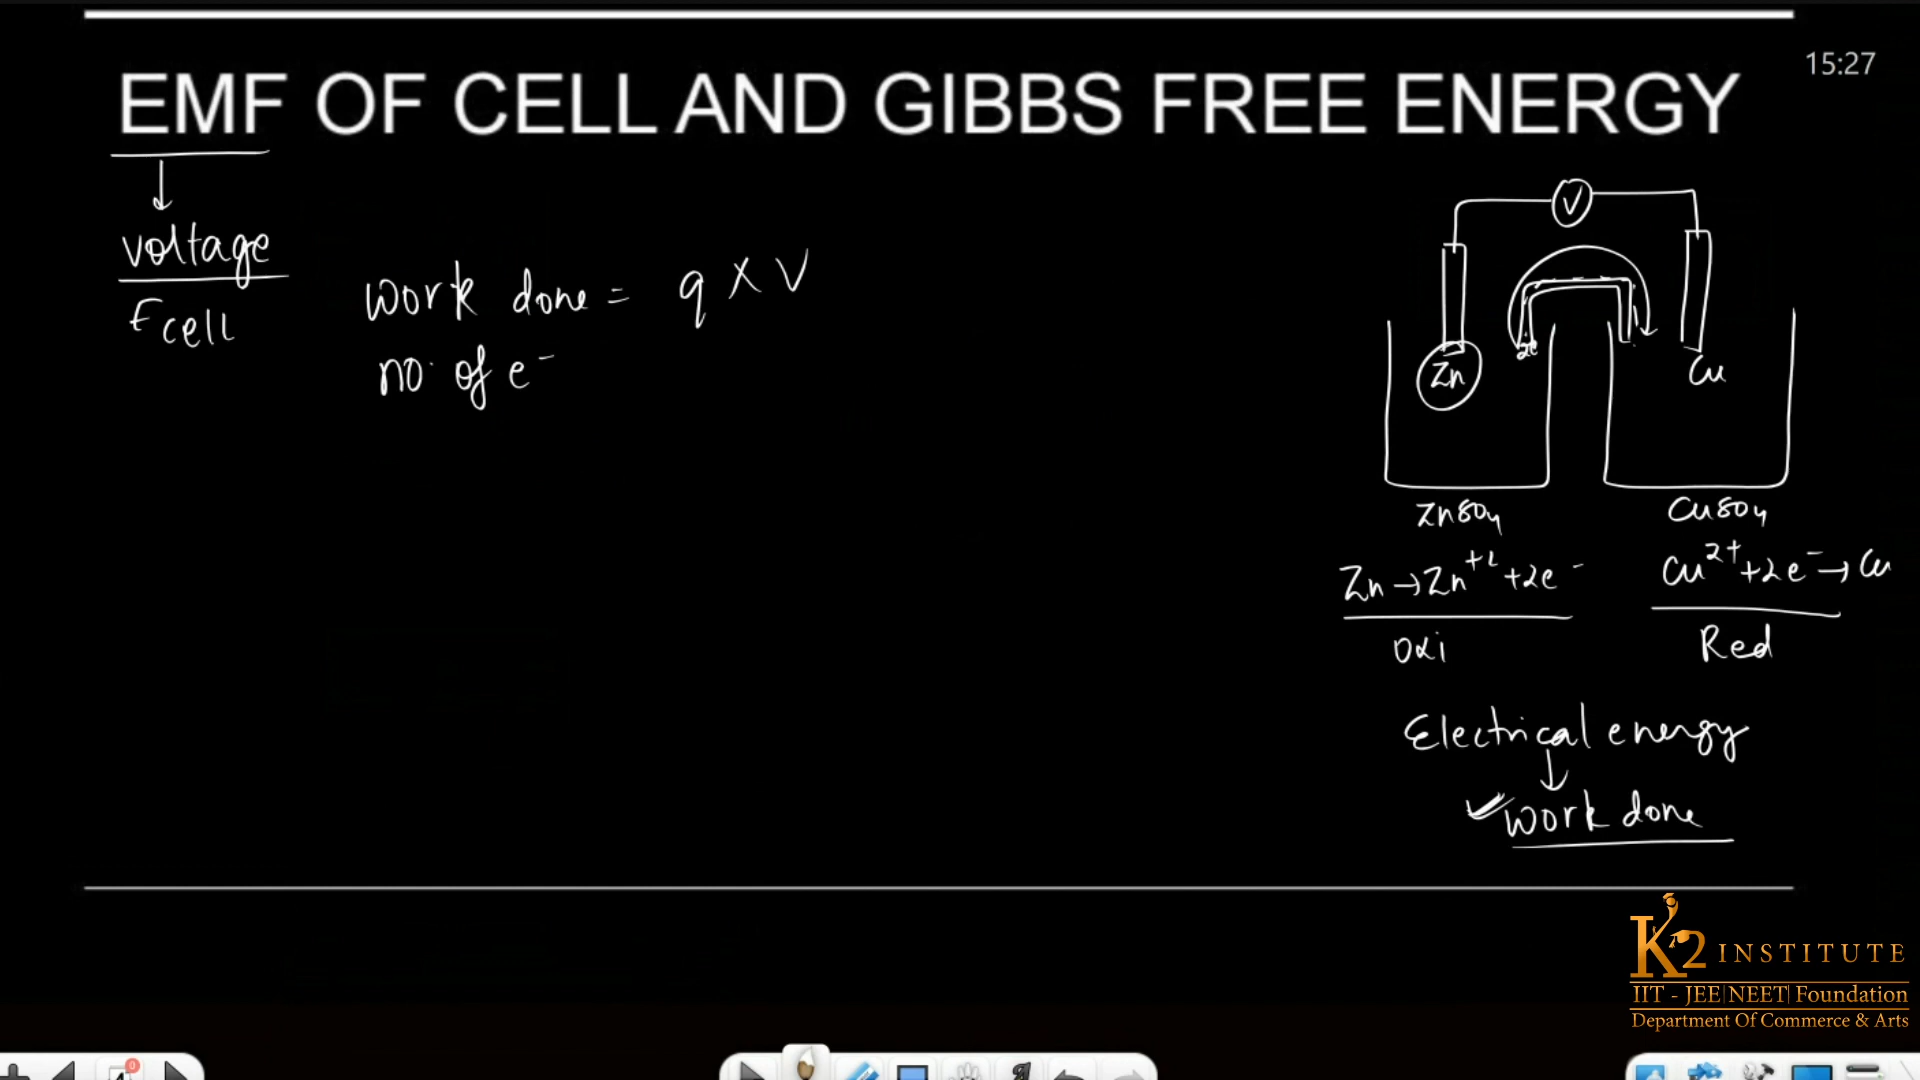 15:27
EMF OF CELL AND GIBBS FREE ENERGY
voltage
Ecell
Work done = q X V
no. of e⁻
V
Zn
2e
Cu
ZnSO4
CuSO4
Zn → Zn⁺² + 2e⁻
Cu²⁺ + 2e⁻ → Cu
Oxi
Red
Electrical energy
Work done
K2 INSTITUTE
IIT - JEE|NEET| Foundation
Department Of Commerce & Arts